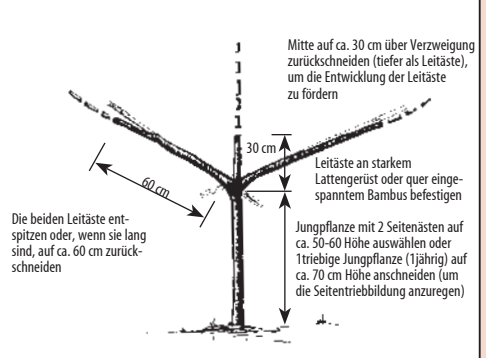 Mitte auf ca. 30 cm über Verzweigung
zurückschneiden (tiefer als Leitäste),
um die Entwicklung der Leitäste
zu fördern
30 cm
Leitäste an starkem
Lattengerüst oder quer einge-
spanntem Bambus befestigen
60 cm
Die beiden Leitäste ent-
spitzen oder, wenn sie lang
sind, auf ca. 60 cm zurück-
schneiden
Jungpflanze mit 2 Seitenästen auf
ca. 50-60 Höhe auswählen oder
1triebige Jungpflanze (1jährig) auf
ca. 70 cm Höhe anschneiden (um
die Seitentriebbildung anzuregen)